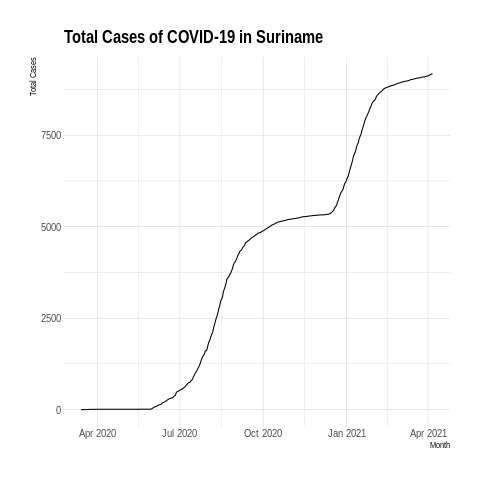 Total Cases of COVID-19 in Suriname
Total Cases
7500
5000
2500
0
Apr 2020 Jul 2020 Oct 2020 Jan 2021 Apr 2021
Month